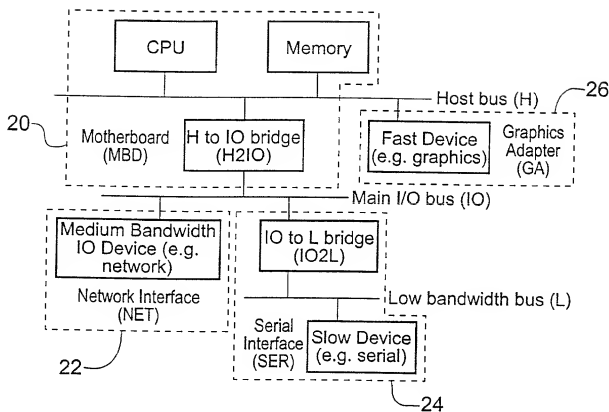 CPU
Memory
Host bus (H)
26
20
Motherboard
(MBD)
H to IO bridge
(H2IO)
Fast Device
(e.g. graphics)
Graphics
Adapter
(GA)
Main I/O bus (IO)
Medium Bandwidth
IO Device (e.g.
network)
Network Interface
(NET)
IO to L bridge
(IO2L)
Low bandwidth bus (L)
Serial
Interface
(SER)
Slow Device
(e.g. serial)
22
24